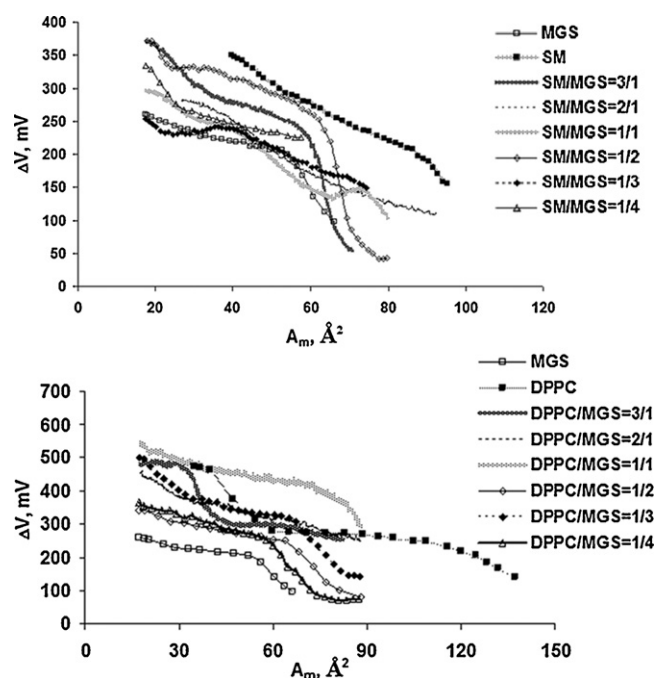 400
350
300
250
200
150
100
50
0
ΔV, mV
0 20 40 60 80 100 120
Am, Å²
MGS
SM
SM/MGS=3/1
SM/MGS=2/1
SM/MGS=1/1
SM/MGS=1/2
SM/MGS=1/3
SM/MGS=1/4
700
600
500
400
300
200
100
0
ΔV, mV
0 30 60 90 120 150
Am, Å²
MGS
DPPC
DPPC/MGS=3/1
DPPC/MGS=2/1
DPPC/MGS=1/1
DPPC/MGS=1/2
DPPC/MGS=1/3
DPPC/MGS=1/4